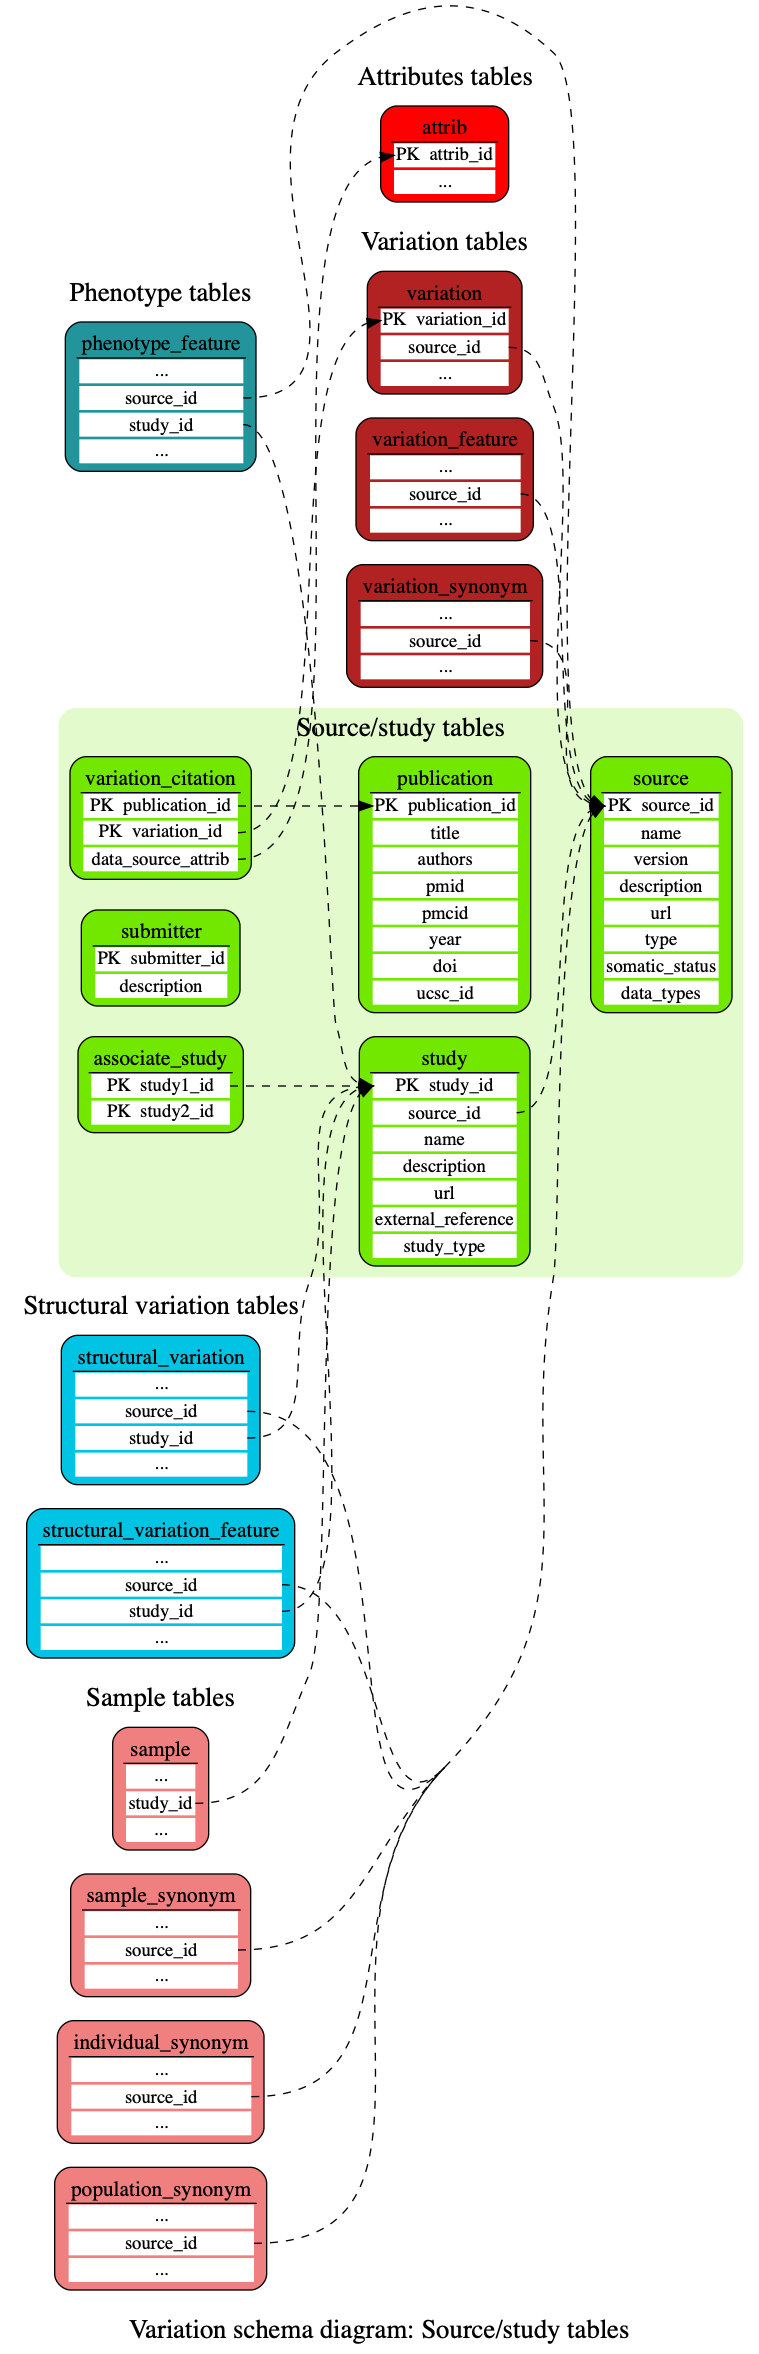 Attributes tables
attrib
PK attrib_id
...
Variation tables
variation
PK variation_id
source_id
...
Phenotype tables
phenotype_feature
...
source_id
study_id
...
variation_feature
...
source_id
...
variation_synonym
...
source_id
...
Source/study tables
variation_citation
PK publication_id
PK variation_id
data_source_attrib
publication
PK publication_id
title
authors
pmid
pmcid
year
doi
ucsc_id
source
PK source_id
name
version
description
url
type
somatic_status
data_types
submitter
PK submitter_id
description
associate_study
PK study1_id
PK study2_id
study
PK study_id
source_id
name
description
url
external_reference
study_type
Structural variation tables
structural_variation
...
source_id
study_id
...
structural_variation_feature
...
source_id
study_id
...
Sample tables
sample
...
study_id
...
sample_synonym
...
source_id
...
individual_synonym
...
source_id
...
population_synonym
...
source_id
...
Variation schema diagram: Source/study tables